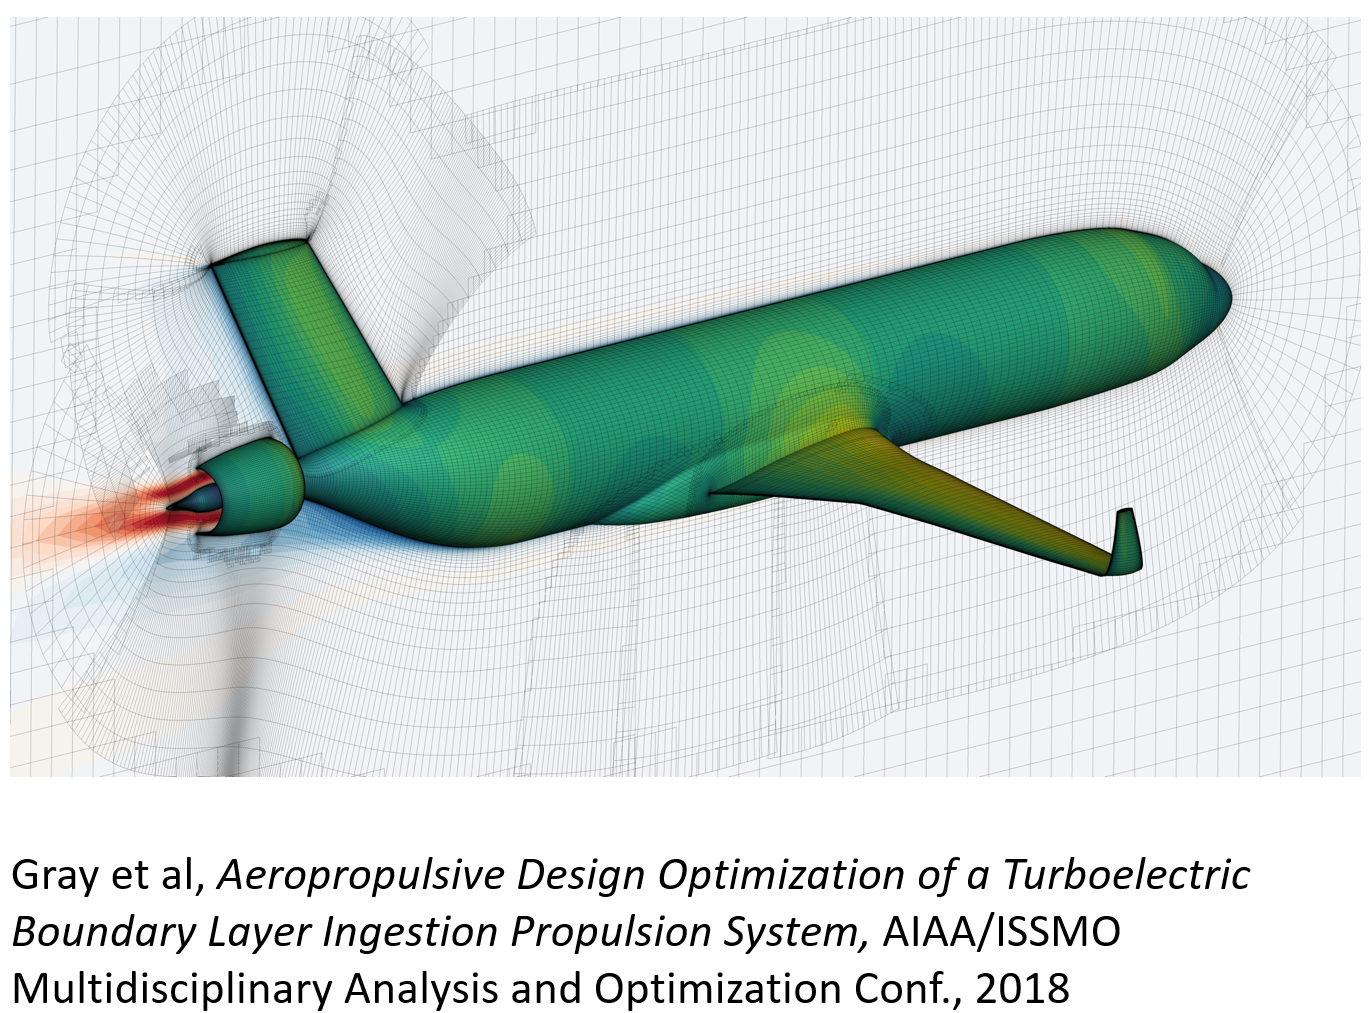 Gray et al, Aeropropulsive Design Optimization of a Turboelectric
Boundary Layer Ingestion Propulsion System, AIAA/ISSMO
Multidisciplinary Analysis and Optimization Conf., 2018